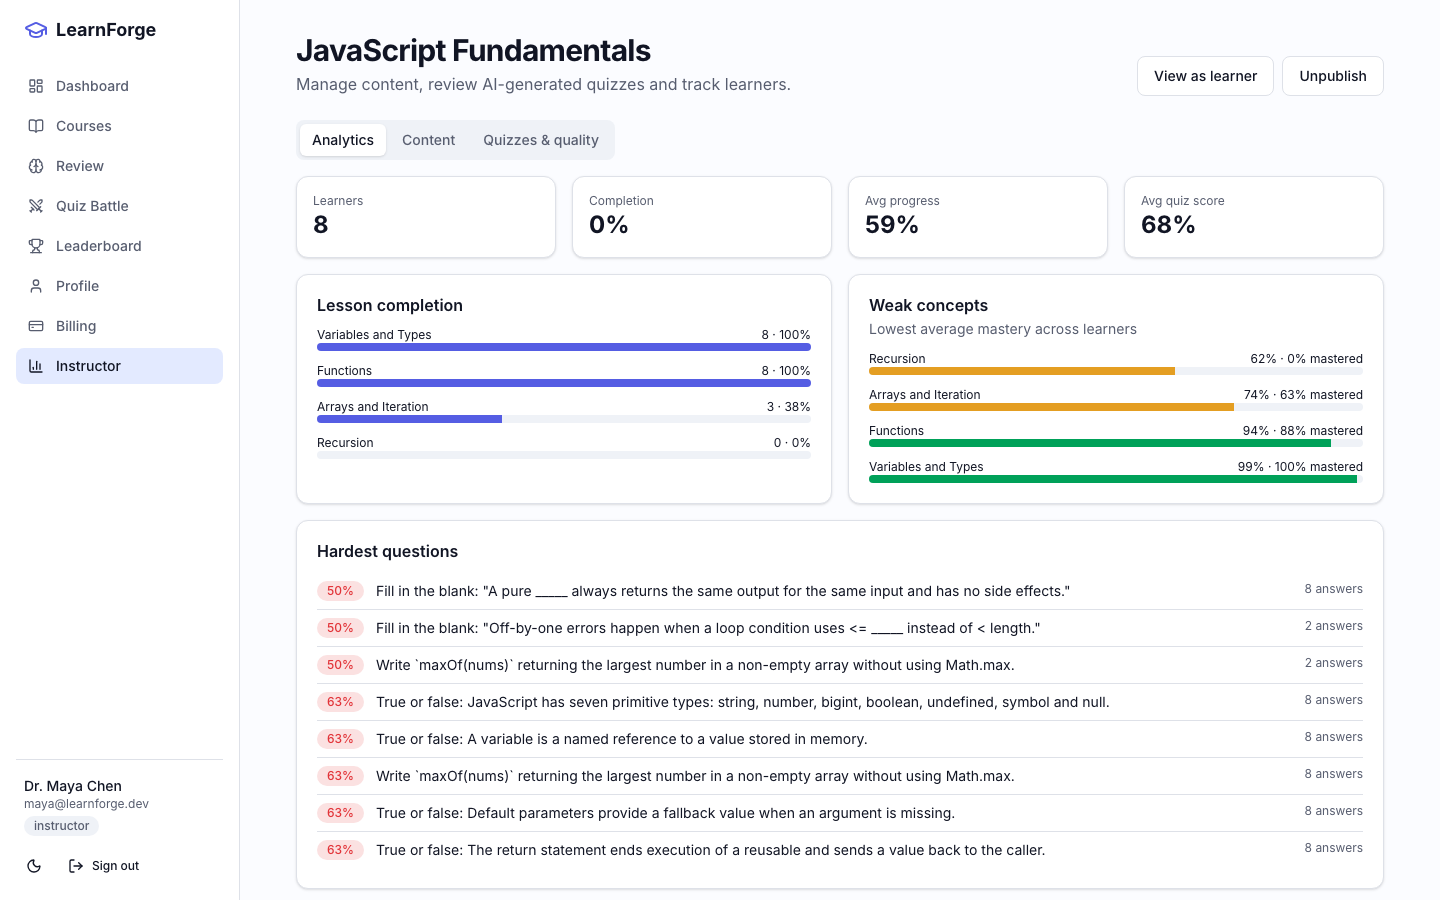 LearnForge
Dashboard
Courses
Review
Quiz Battle
Leaderboard
Profile
Billing
Instructor
Dr. Maya Chen
maya@learnforge.dev
instructor
Sign out
JavaScript Fundamentals
Manage content, review AI-generated quizzes and track learners.
View as learner
Unpublish
Analytics
Content
Quizzes & quality
Learners
8
Completion
0%
Avg progress
59%
Avg quiz score
68%
Lesson completion
Variables and Types 8 · 100%
Functions 8 · 100%
Arrays and Iteration 3 · 38%
Recursion 0 · 0%
Weak concepts
Lowest average mastery across learners
Recursion 62% · 0% mastered
Arrays and Iteration 74% · 63% mastered
Functions 94% · 88% mastered
Variables and Types 99% · 100% mastered
Hardest questions
50% Fill in the blank: "A pure _____ always returns the same output for the same input and has no side effects." 8 answers
50% Fill in the blank: "Off-by-one errors happen when a loop condition uses <= _____ instead of < length." 2 answers
50% Write `maxOf(nums)` returning the largest number in a non-empty array without using Math.max. 2 answers
63% True or false: JavaScript has seven primitive types: string, number, bigint, boolean, undefined, symbol and null. 8 answers
63% True or false: A variable is a named reference to a value stored in memory. 8 answers
63% Write `maxOf(nums)` returning the largest number in a non-empty array without using Math.max. 8 answers
63% True or false: Default parameters provide a fallback value when an argument is missing. 8 answers
63% True or false: The return statement ends execution of a reusable and sends a value back to the caller. 8 answers